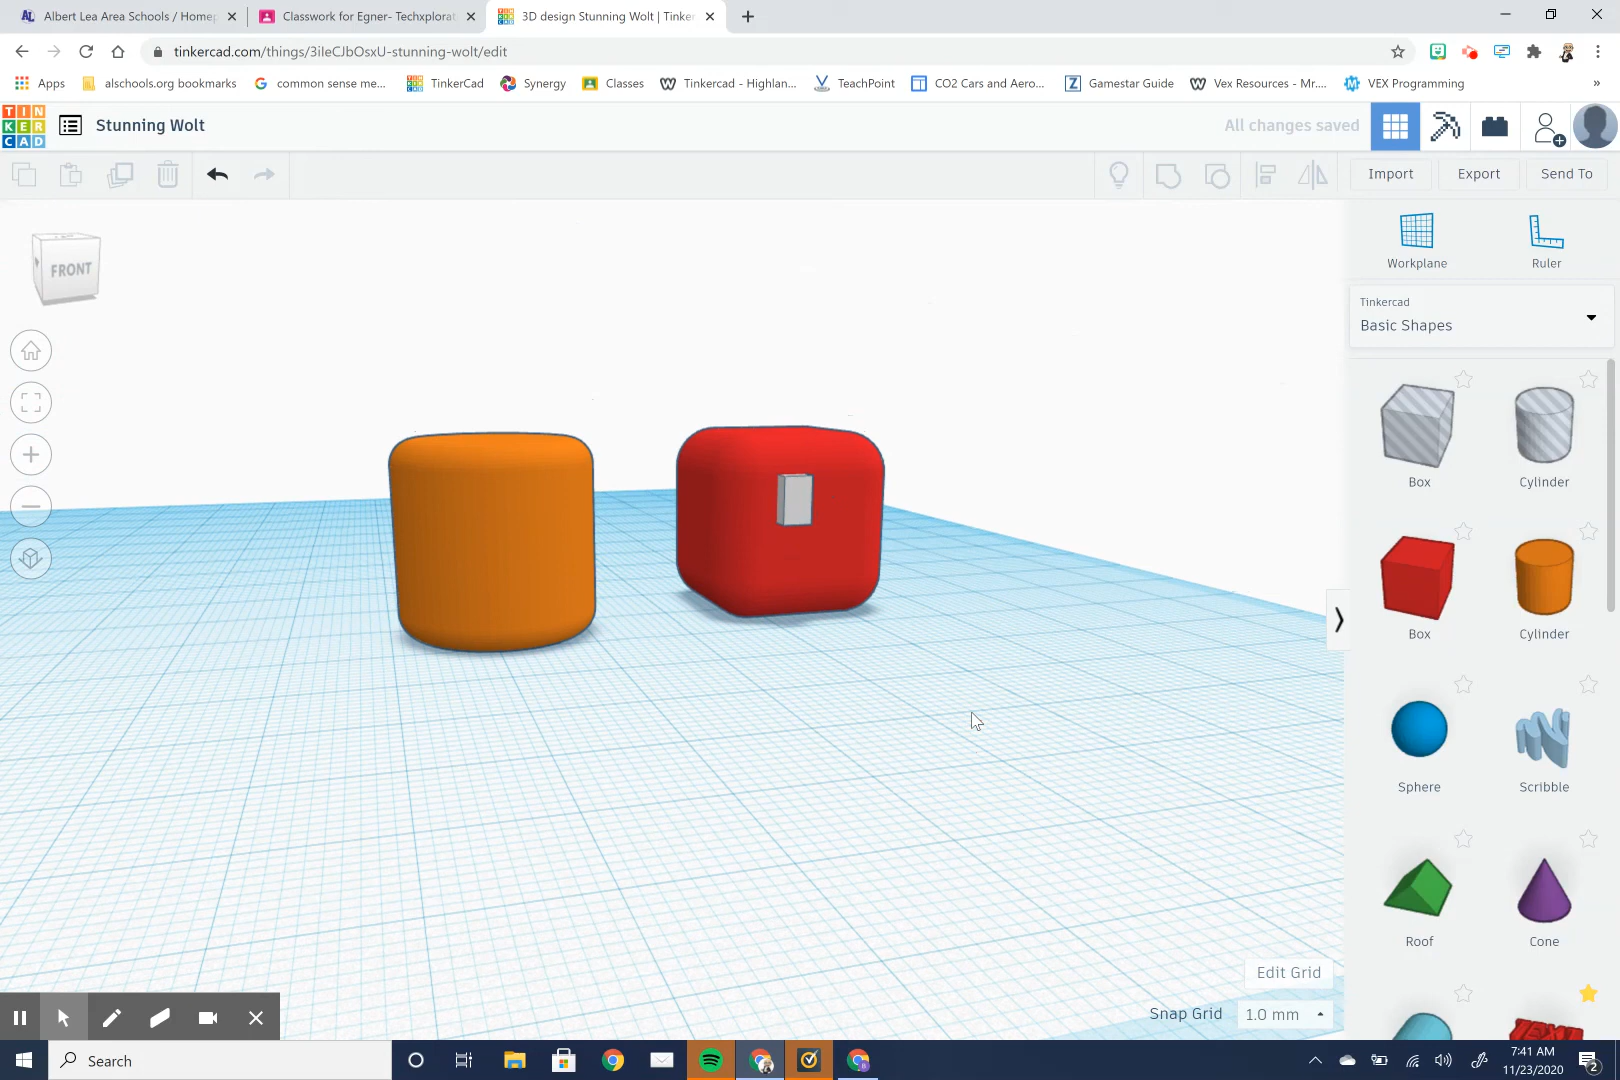 Albert Lea Area Schools / Homep
Classwork for Egner- Techxplorat
3D design Stunning Wolt | Tinker
tinkercad.com/things/3ileCJbOsxU-stunning-wolt/edit
Apps
alschools.org bookmarks
common sense me...
TinkerCad
Synergy
Classes
Tinkercad - Highlan...
TeachPoint
CO2 Cars and Aero...
Gamestar Guide
Vex Resources - Mr....
VEX Programming
TIN
KER
CAD
Stunning Wolt
All changes saved
Import
Export
Send To
FRONT
Workplane
Ruler
Tinkercad
Basic Shapes
Box
Cylinder
Box
Cylinder
Sphere
Scribble
Roof
Cone
TEXT
Edit Grid
Snap Grid
1.0 mm
Search
7:41 AM
11/23/2020
2